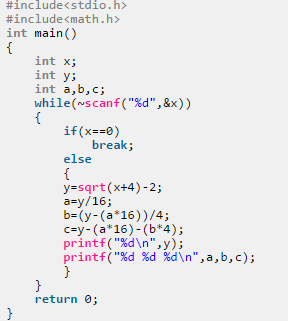 #include<stdio.h>
#include<math.h>
int main()
{
    int x;
    int y;
    int a,b,c;
    while(~scanf("%d",&x))
    {
        if(x==0)
            break;
        else
        {
        y=sqrt(x+4)-2;
        a=y/16;
        b=(y-(a*16))/4;
        c=y-(a*16)-(b*4);
        printf("%d\n",y);
        printf("%d %d %d\n",a,b,c);
        }
    }
    return 0;
}